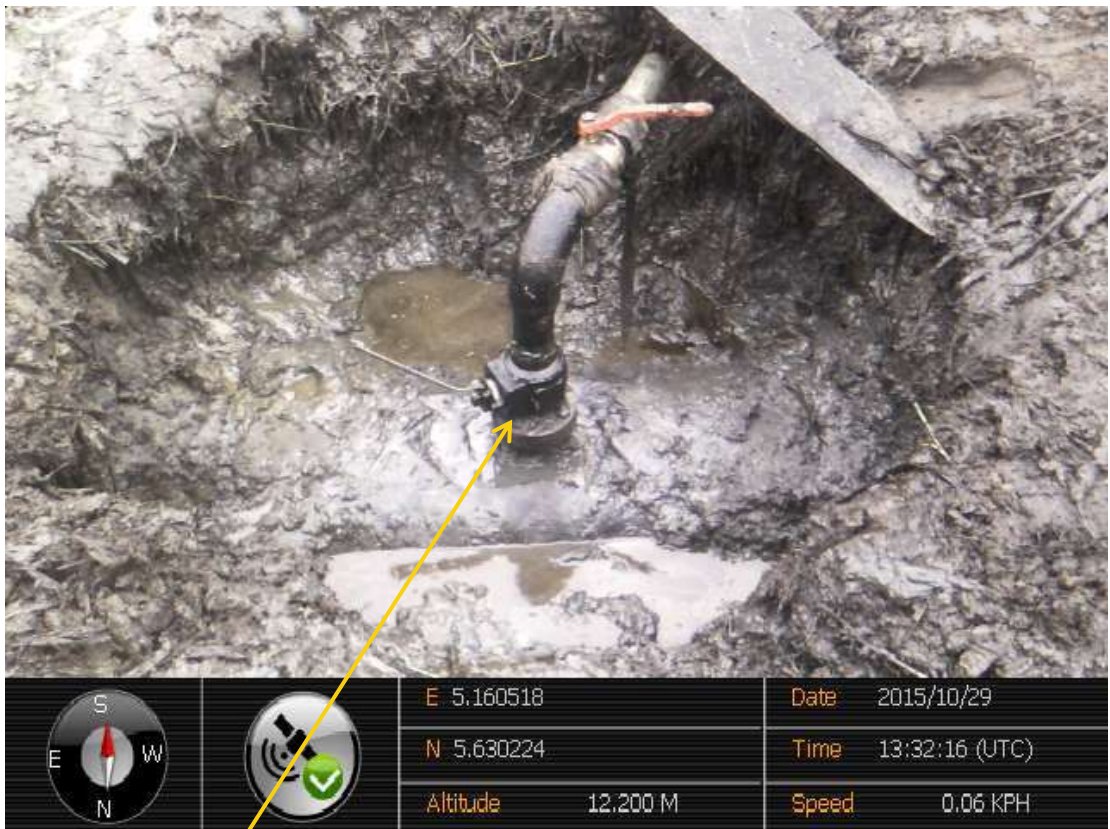 S
E
W
N
E 5.160518
N 5.630224
Altitude 12.200 M
Date 2015/10/29
Time 13:32:16 (UTC)
Speed 0.06 KPH